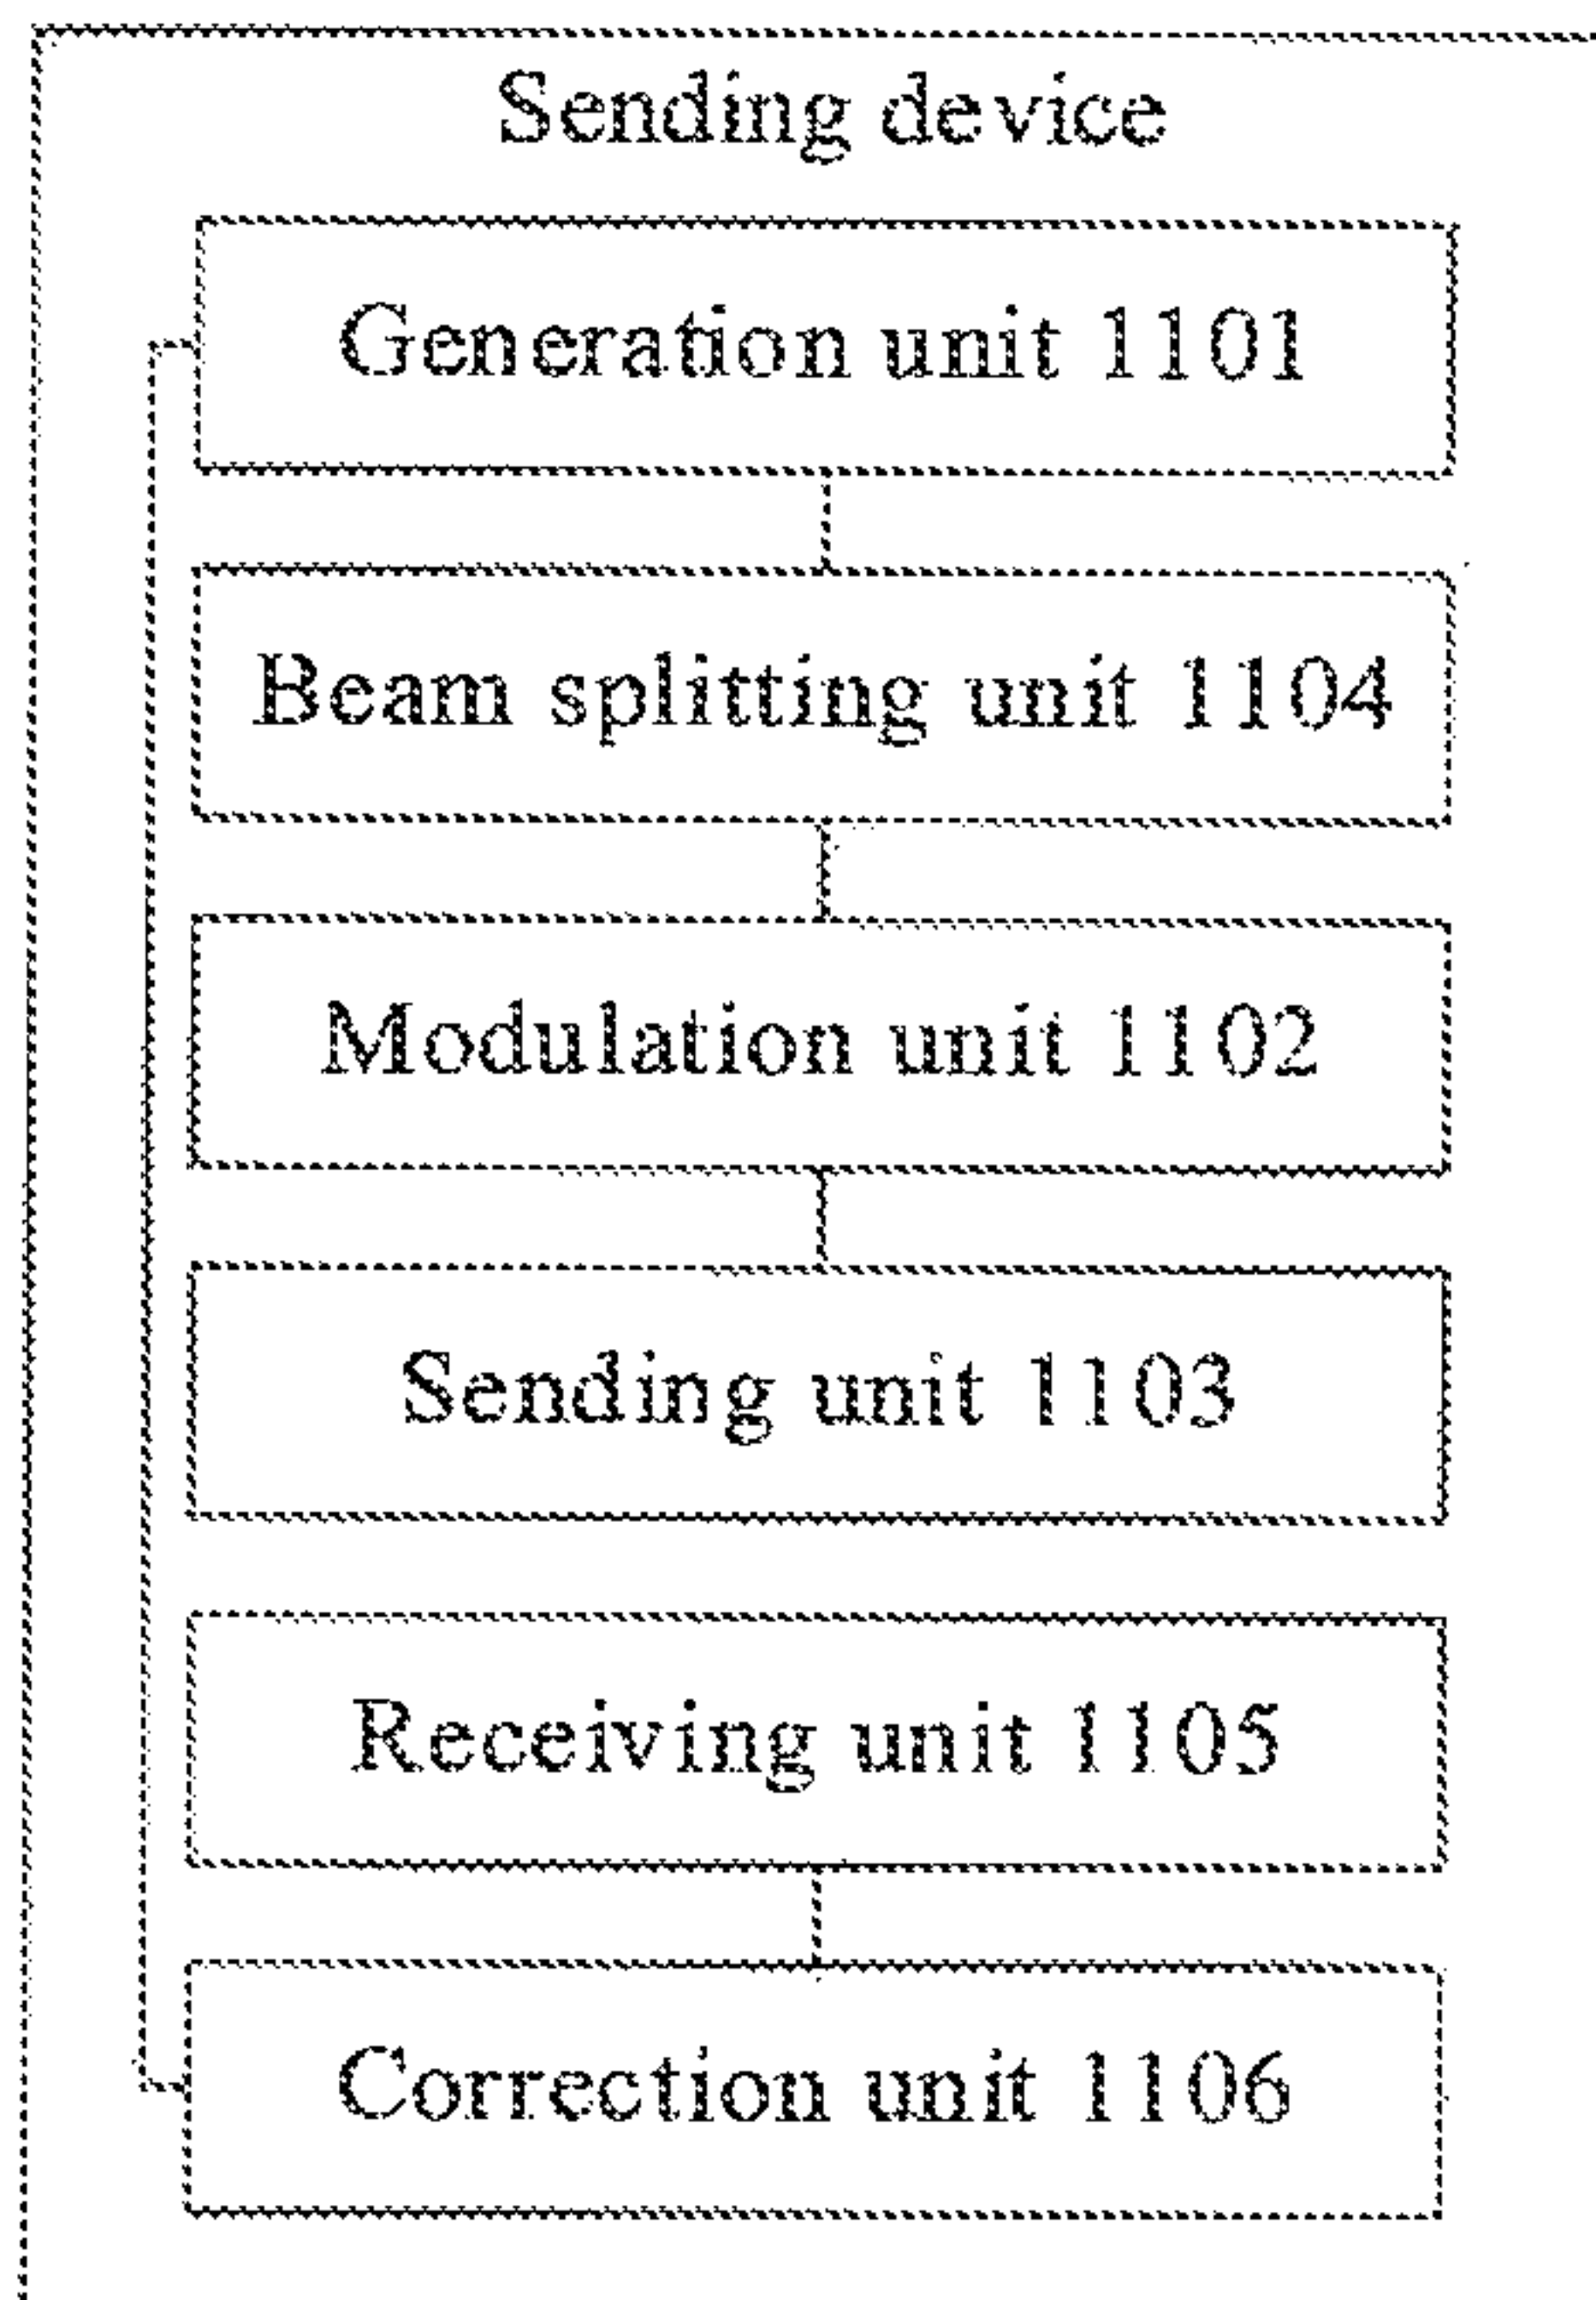 Sending device
Generation unit 1101
Beam splitting unit 1104
Modulation unit 1102
Sending unit 1103
Receiving unit 1105
Correction unit 1106